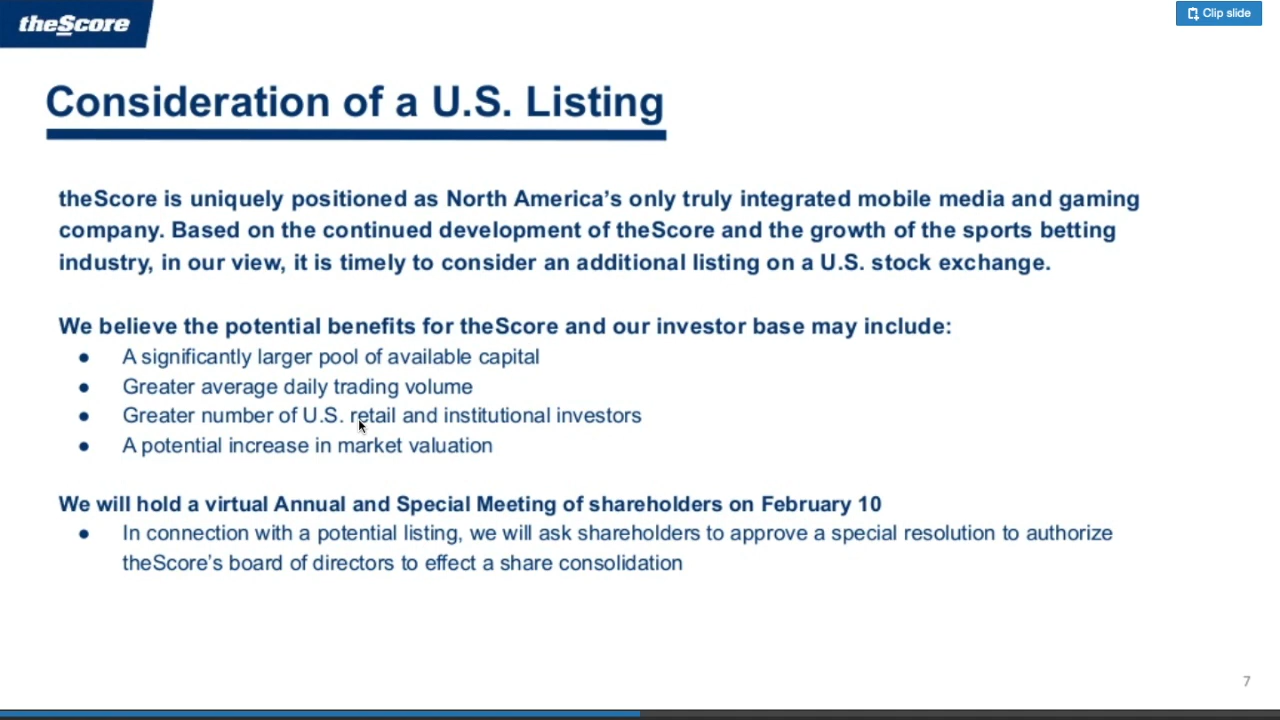 theScore
Clip slide
Consideration of a U.S. Listing
theScore is uniquely positioned as North America’s only truly integrated mobile media and gaming
company. Based on the continued development of theScore and the growth of the sports betting
industry, in our view, it is timely to consider an additional listing on a U.S. stock exchange.
We believe the potential benefits for theScore and our investor base may include:
● A significantly larger pool of available capital
● Greater average daily trading volume
● Greater number of U.S. retail and institutional investors
● A potential increase in market valuation
We will hold a virtual Annual and Special Meeting of shareholders on February 10
● In connection with a potential listing, we will ask shareholders to approve a special resolution to authorize
theScore’s board of directors to effect a share consolidation
7